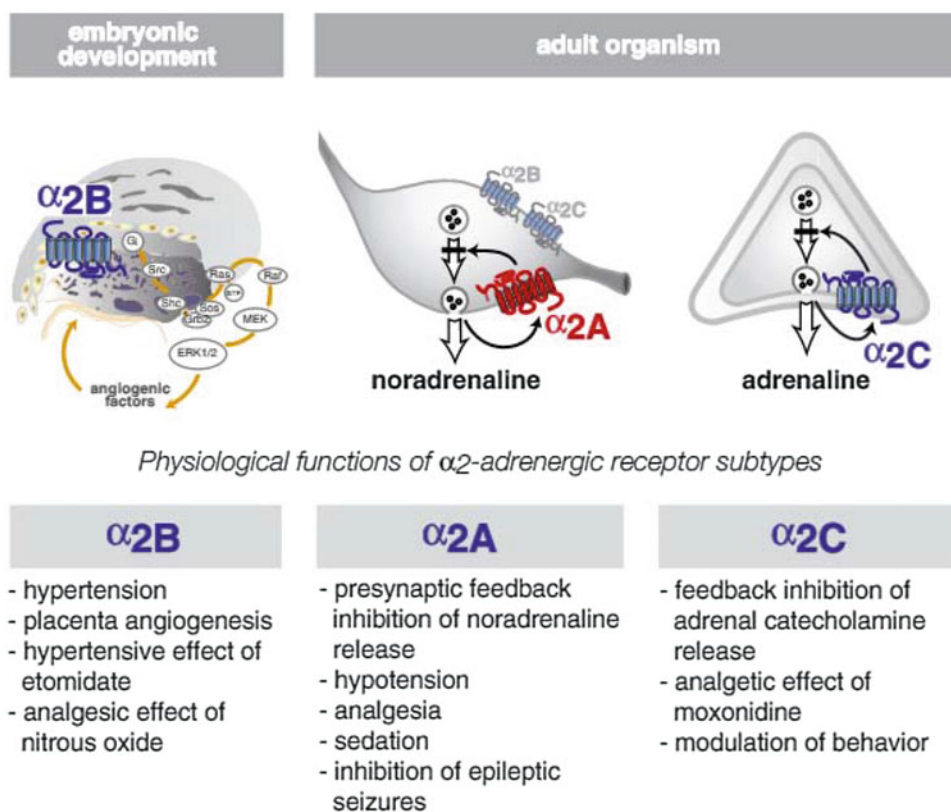 embryonic
development
adult organism
α2B
Gi
Src
Shc
Ras
GTP
Sos
Grb2
Raf
MEK
ERK1/2
angiogenic
factors
α2B
α2C
α2A
noradrenaline
α2C
adrenaline
Physiological functions of α2-adrenergic receptor subtypes
α2B
- hypertension
- placenta angiogenesis
- hypertensive effect of
etomidate
- analgesic effect of
nitrous oxide
α2A
- presynaptic feedback
inhibition of noradrenaline
release
- hypotension
- analgesia
- sedation
- inhibition of epileptic
seizures
α2C
- feedback inhibition of
adrenal catecholamine
release
- analgetic effect of
moxonidine
- modulation of behavior